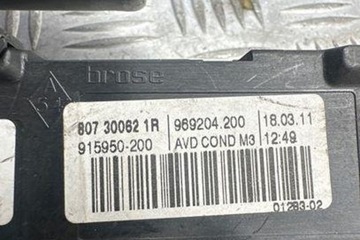 brose
807 30062 1R 969204.200 18.03.11
915950-200 AVD COND M3 12:49
01283-02